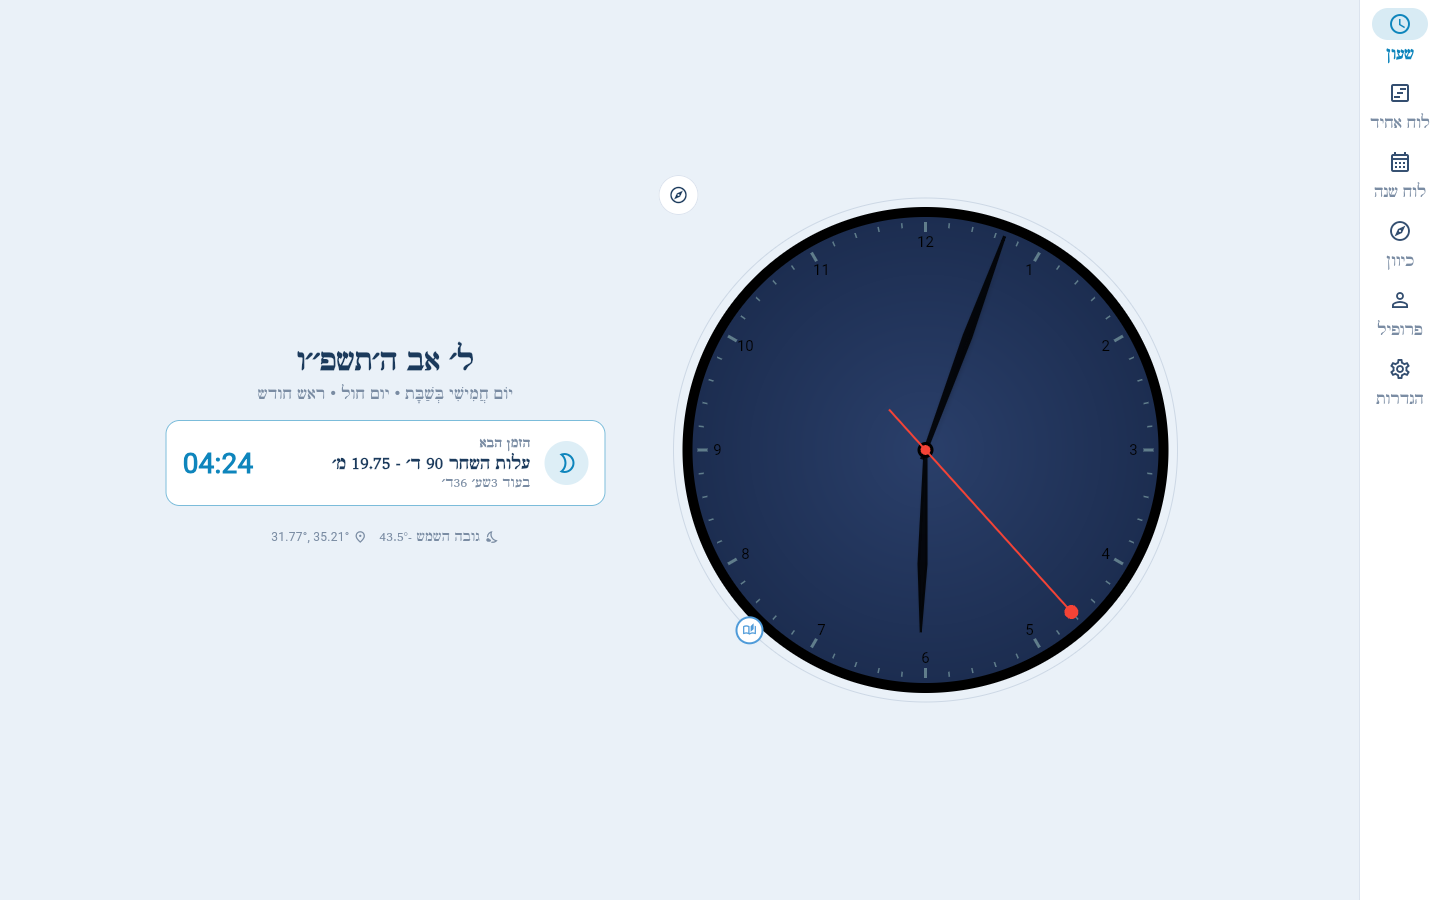 שעון
לוח אחיד
לוח שנה
כיוון
פרופיל
הגדרות
12
1
2
3
4
5
6
7
8
9
10
11
ל׳ אב ה׳תשפ״ו
יוֹם חֲמִישִׁי בְּשַׁבָּת • יום חול • ראש חודש
הזמן הבא
עלות השחר 90 ד׳ - 19.75 מ׳
בעוד 3שע׳ 36ד׳
04:24
גובה השמש -43.5°
31.77°, 35.21°